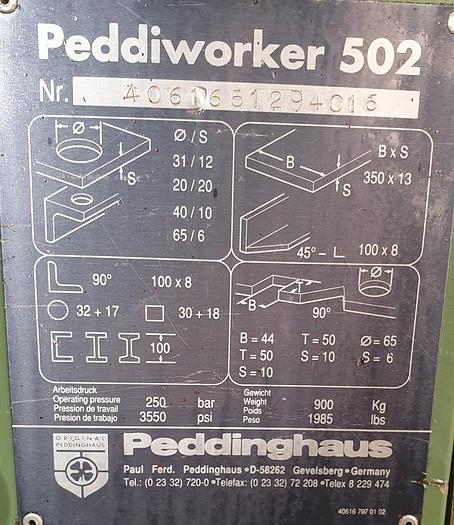 Peddiworker 502
Nr. 40616651294016
Ø
S
Ø / S
31 / 12
20 / 20
40 / 10
65 / 6
B
S
B x S
350 x 13
45° – L 100 x 8
90° 100 x 8
32 + 17 30 + 18
100
Ø
B
T
90°
B = 44 T = 50 Ø = 65
T = 50 S = 10 S = 6
S = 10
Arbeitsdruck
Operating pressure 250 bar
Pression de travail
Presion de trabajo 3550 psi
Gewicht
Weight 900 Kg
Poids
Peso 1985 lbs
ORIGINAL
PEDDINGHAUS
Peddinghaus
Paul Ferd. Peddinghaus • D-58262 Gevelsberg • Germany
Tel.: (0 23 32) 720-0 • Telefax: (0 23 32) 72 208 • Telex 8 229 474
40616 797 01 02